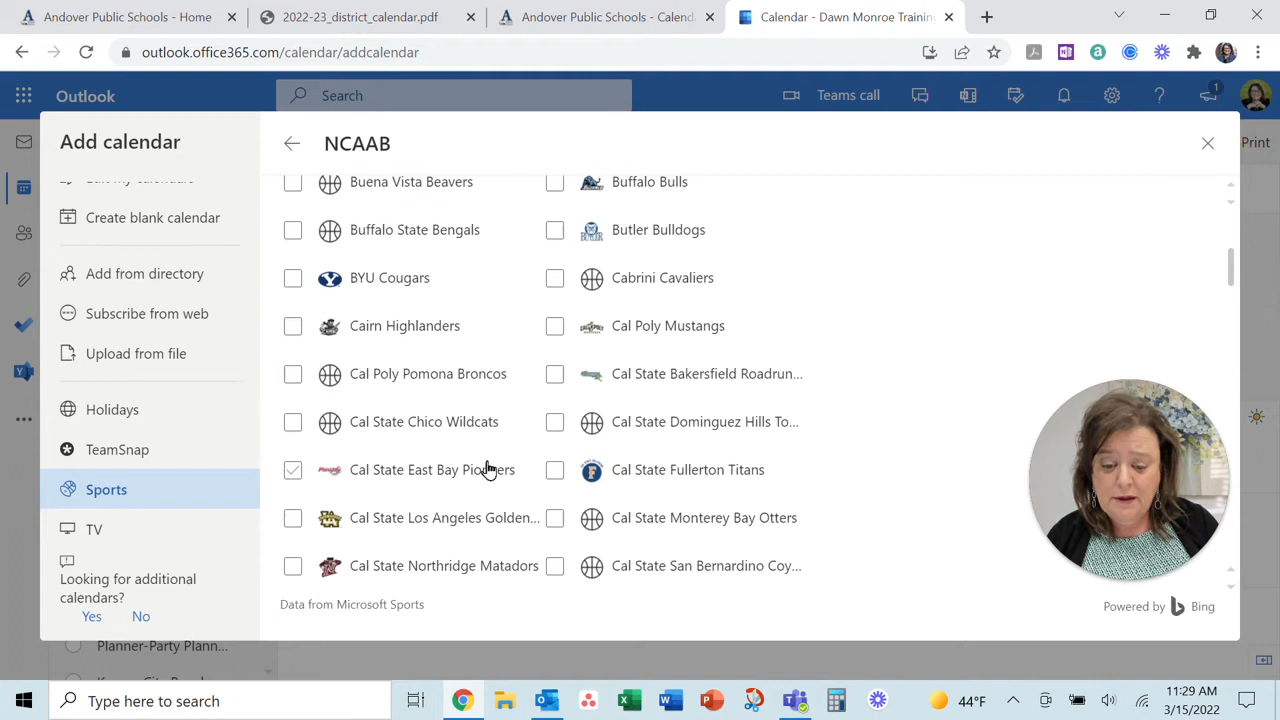 Andover Public Schools - Home
2022-23_district_calendar.pdf
Andover Public Schools - Calend
Calendar - Dawn Monroe Training
outlook.office365.com/calendar/addcalendar
Outlook
Search
Teams call
1
Add calendar
NCAAB
Print
Edit my calendars
Create blank calendar
Add from directory
Subscribe from web
Upload from file
Holidays
TeamSnap
Sports
TV
Looking for additional
calendars?
Yes No
Buena Vista Beavers
Buffalo Bulls
Buffalo State Bengals
Butler Bulldogs
BYU Cougars
Cabrini Cavaliers
Cairn Highlanders
Cal Poly Mustangs
Cal Poly Pomona Broncos
Cal State Bakersfield Roadrun...
Cal State Chico Wildcats
Cal State Dominguez Hills To...
Cal State East Bay Pioneers
Cal State Fullerton Titans
Cal State Los Angeles Golden...
Cal State Monterey Bay Otters
Cal State Northridge Matadors
Cal State San Bernardino Coy...
Data from Microsoft Sports
Powered by Bing
Planner-Party Plann...
Type here to search
44°F
11:29 AM
3/15/2022